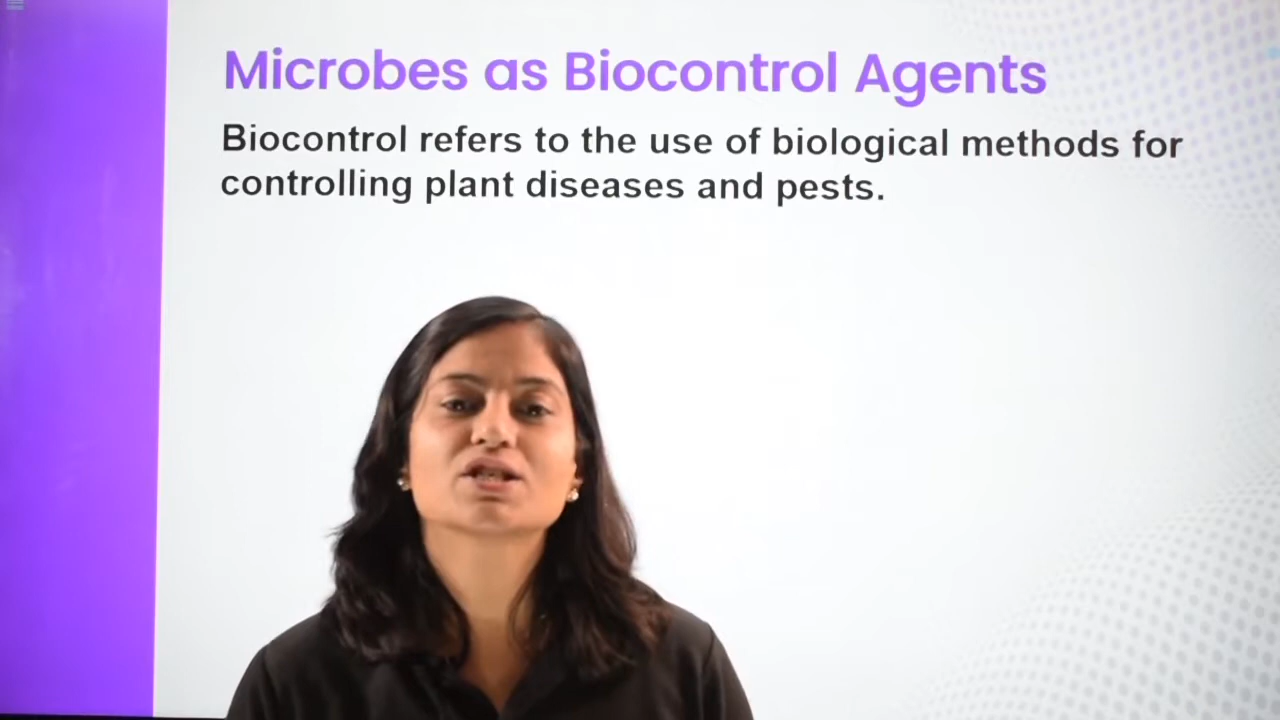 Microbes as Biocontrol Agents
Biocontrol refers to the use of biological methods for
controlling plant diseases and pests.